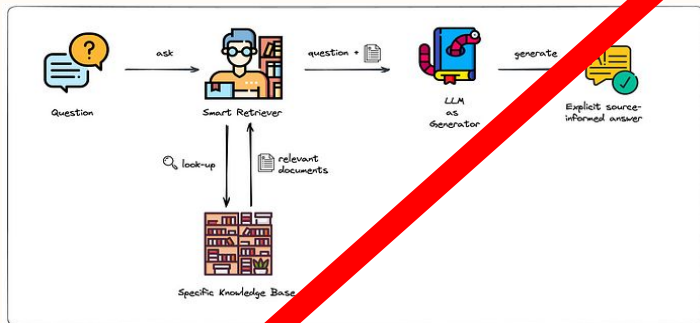 ask
question +
generate
Question
Smart Retriever
LLM
as
Generator
Explicit source-
informed answer
look-up
relevant
documents
Specific Knowledge Base